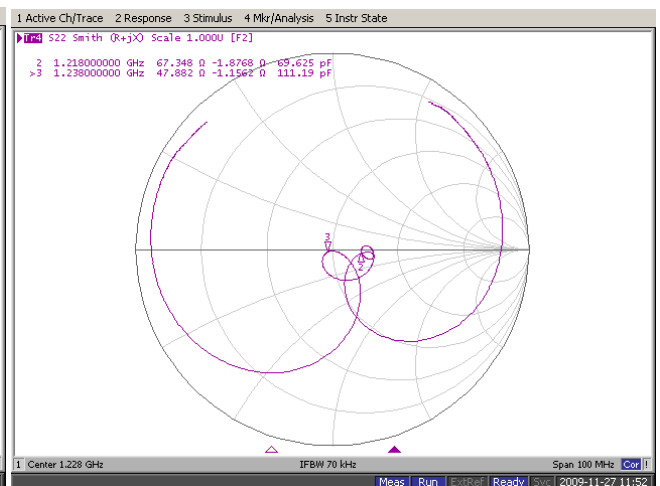 1 Active Ch/Trace 2 Response 3 Stimulus 4 Mkr/Analysis 5 Instr State
Tr4 S22 Smith (R+jX) Scale 1.000U [F2]
2 1.218000000 GHz 67.348 Ω -1.8768 Ω 69.625 pF
>3 1.238000000 GHz 47.882 Ω -1.1562 Ω 111.19 pF
3
2
1 Center 1.228 GHz IFBW 70 kHz Span 100 MHz Cor !
Meas Run ExtRef Ready Svc 2009-11-27 11:52